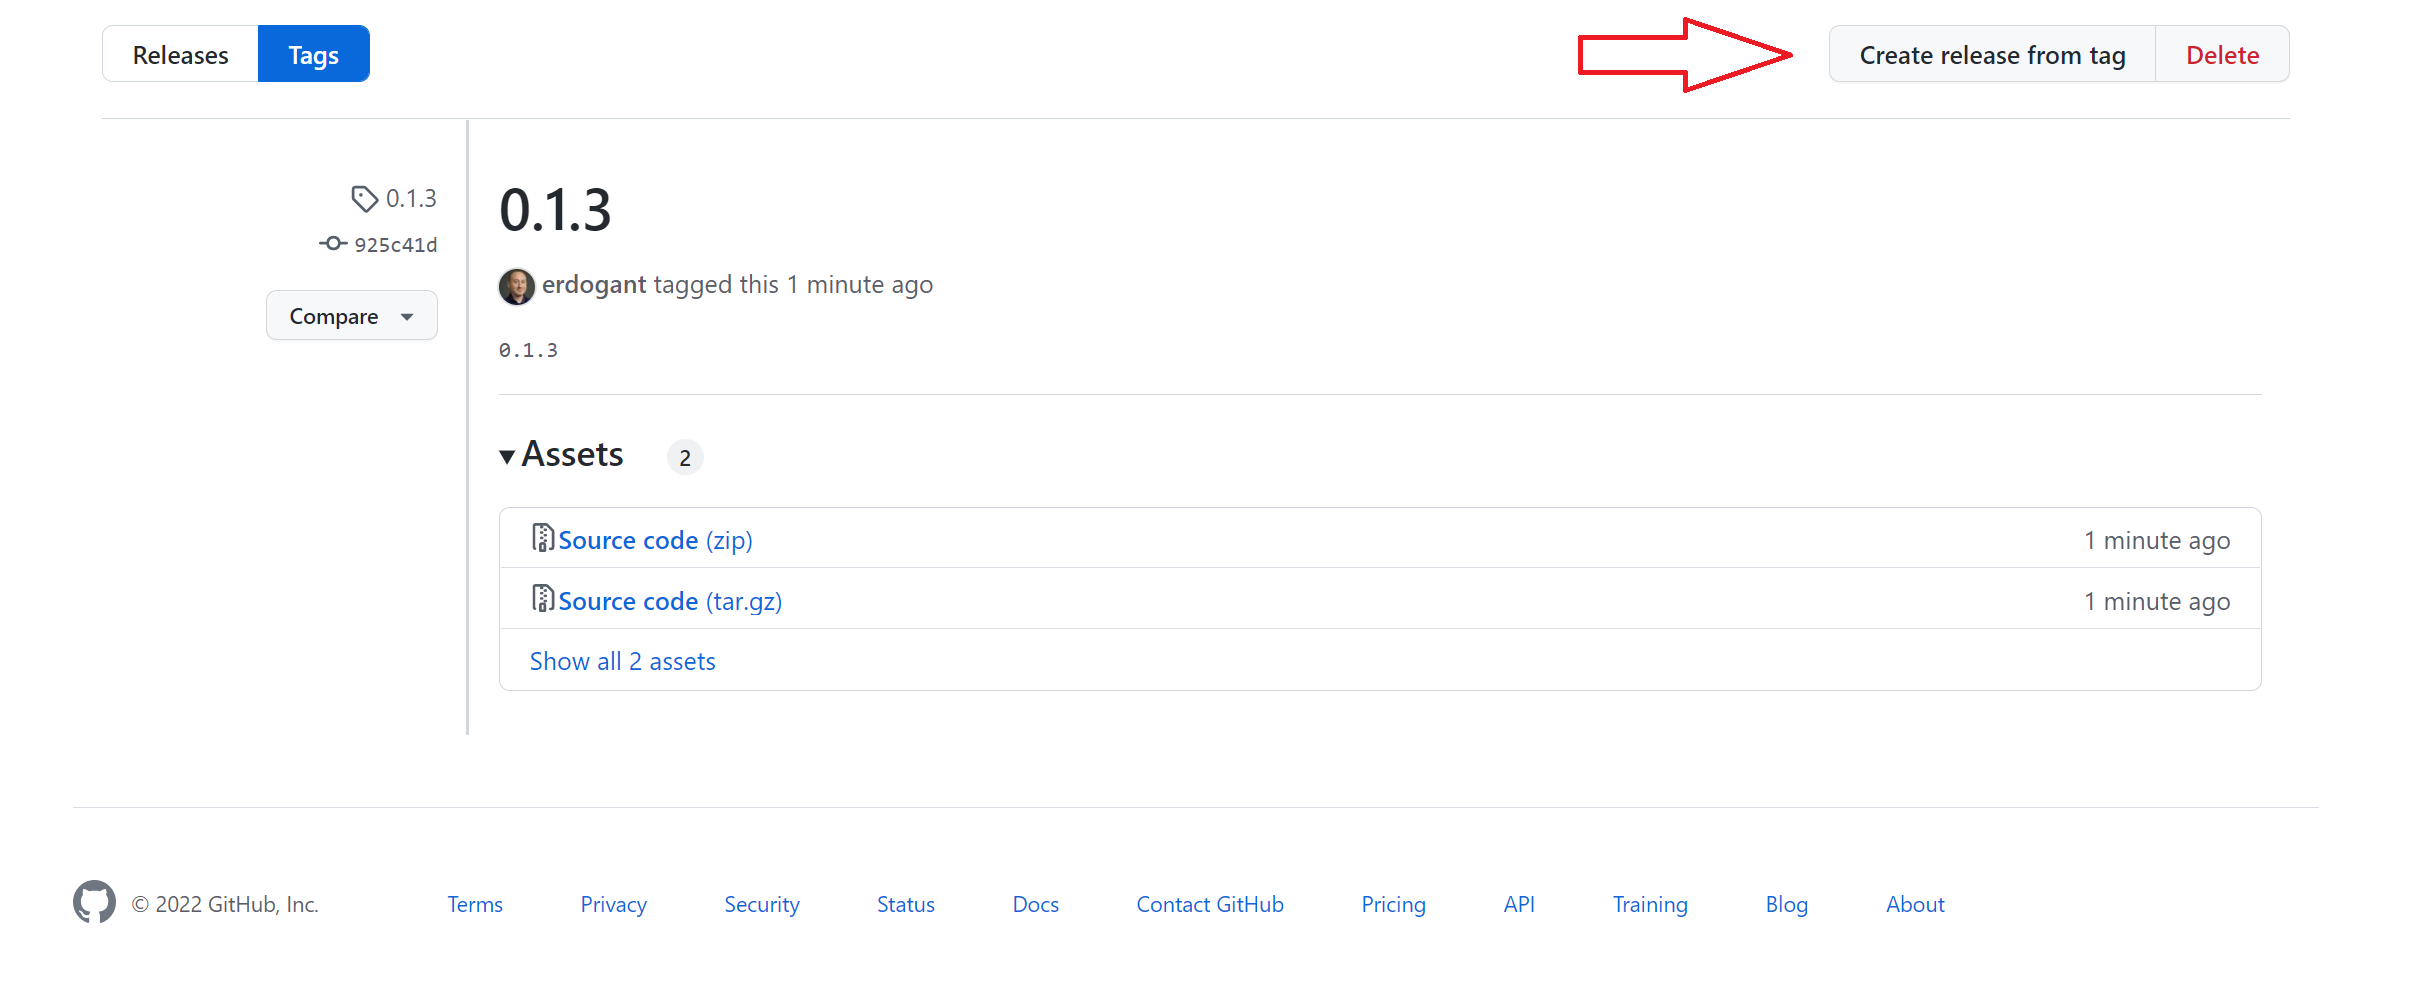 Releases Tags Create release from tag Delete
0.1.3
925c41d
Compare
0.1.3
erdogant tagged this 1 minute ago
0.1.3
Assets 2
Source code (zip) 1 minute ago
Source code (tar.gz) 1 minute ago
Show all 2 assets
© 2022 GitHub, Inc. Terms Privacy Security Status Docs Contact GitHub Pricing API Training Blog About